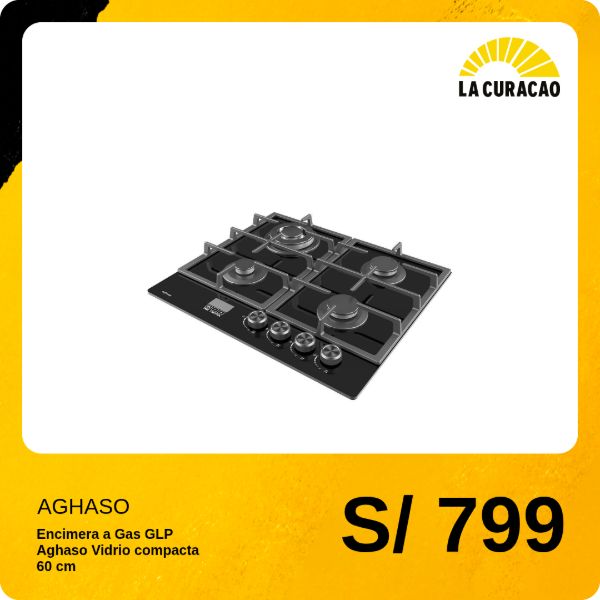 LA CURACAO
AGHASO
Encimera a Gas GLP
Aghaso Vidrio compacta
60 cm
S/ 799